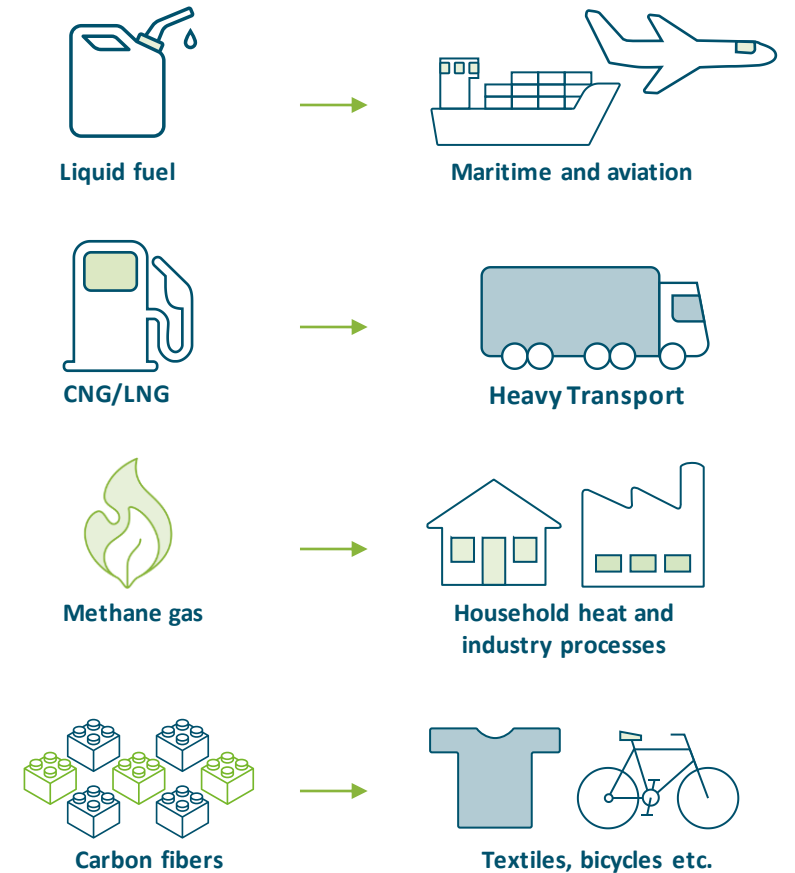 Liquid fuel
Maritime and aviation
CNG/LNG
Heavy Transport
Methane gas
Household heat and
industry processes
Carbon fibers
Textiles, bicycles etc.